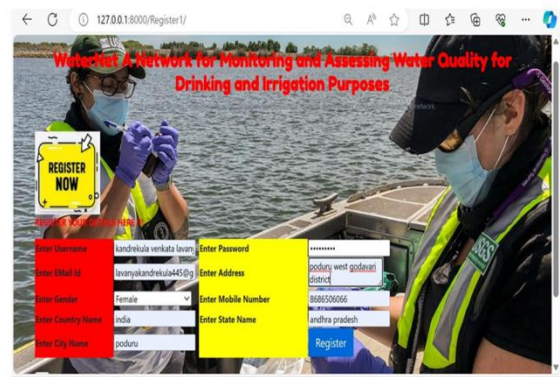 127.0.0.1:8000/Register1/
WaterNet A Network for Monitoring and Assessing Water Quality for
Drinking and Irrigation Purposes
network.
REGISTER
NOW
REGISTER YOUR DETAILS HERE
Enter Username kandrekula venkata lavany Enter Password •••••••••
Enter EMail Id lavanyakandrekula445@g Enter Address poduru west godavari
district
Enter Gender Female Enter Mobile Number 8686506066
Enter Country Name india Enter State Name andhra pradesh
Enter City Name poduru Register
USGS